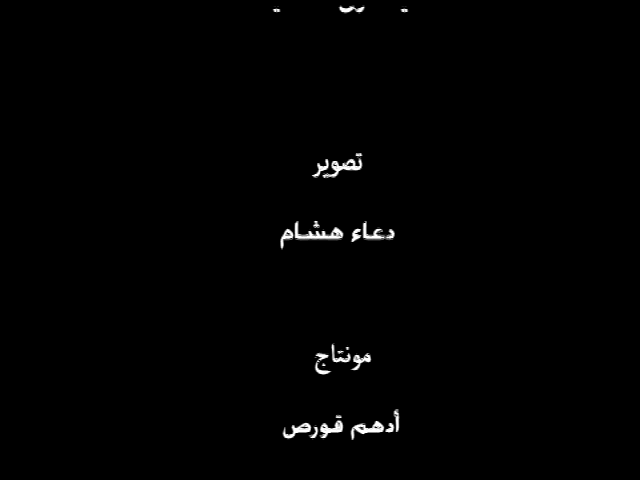 تصوير
دعاء هشام
مونتاج
أدهم قورص